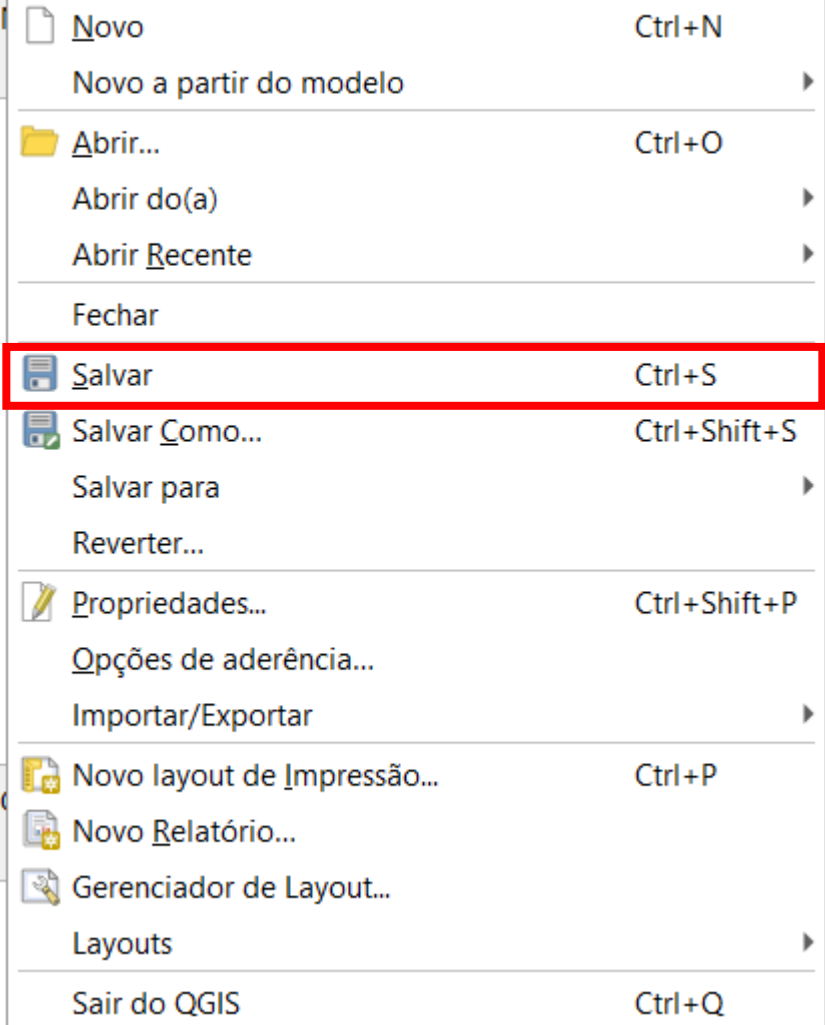 Novo Ctrl+N
Novo a partir do modelo
Abrir... Ctrl+O
Abrir do(a)
Abrir Recente
Fechar
Salvar Ctrl+S
Salvar Como... Ctrl+Shift+S
Salvar para
Reverter...
Propriedades... Ctrl+Shift+P
Opções de aderência...
Importar/Exportar
Novo layout de Impressão... Ctrl+P
Novo Relatório...
Gerenciador de Layout...
Layouts
Sair do QGIS Ctrl+Q